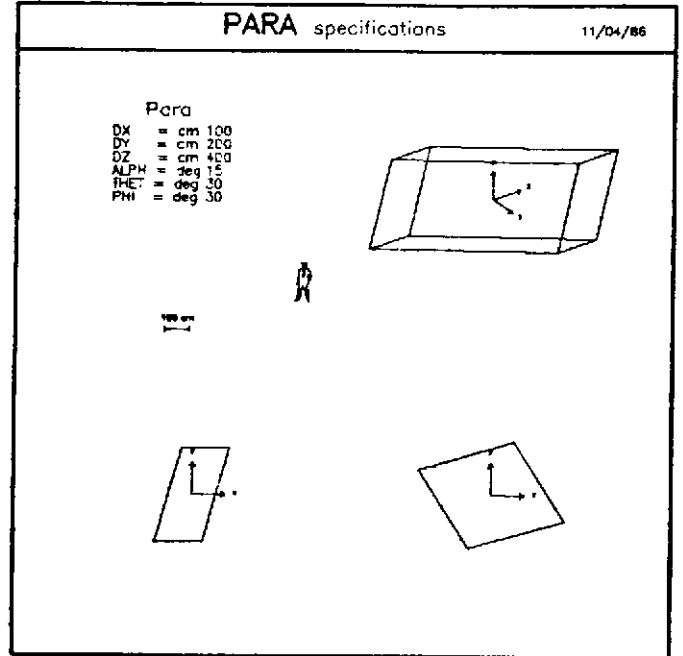 PARA specifications 11/04/86
Para
DX = cm 100
DY = cm 200
DZ = cm 400
ALPH = deg 15
THET = deg 30
PHI = deg 30
100 cm